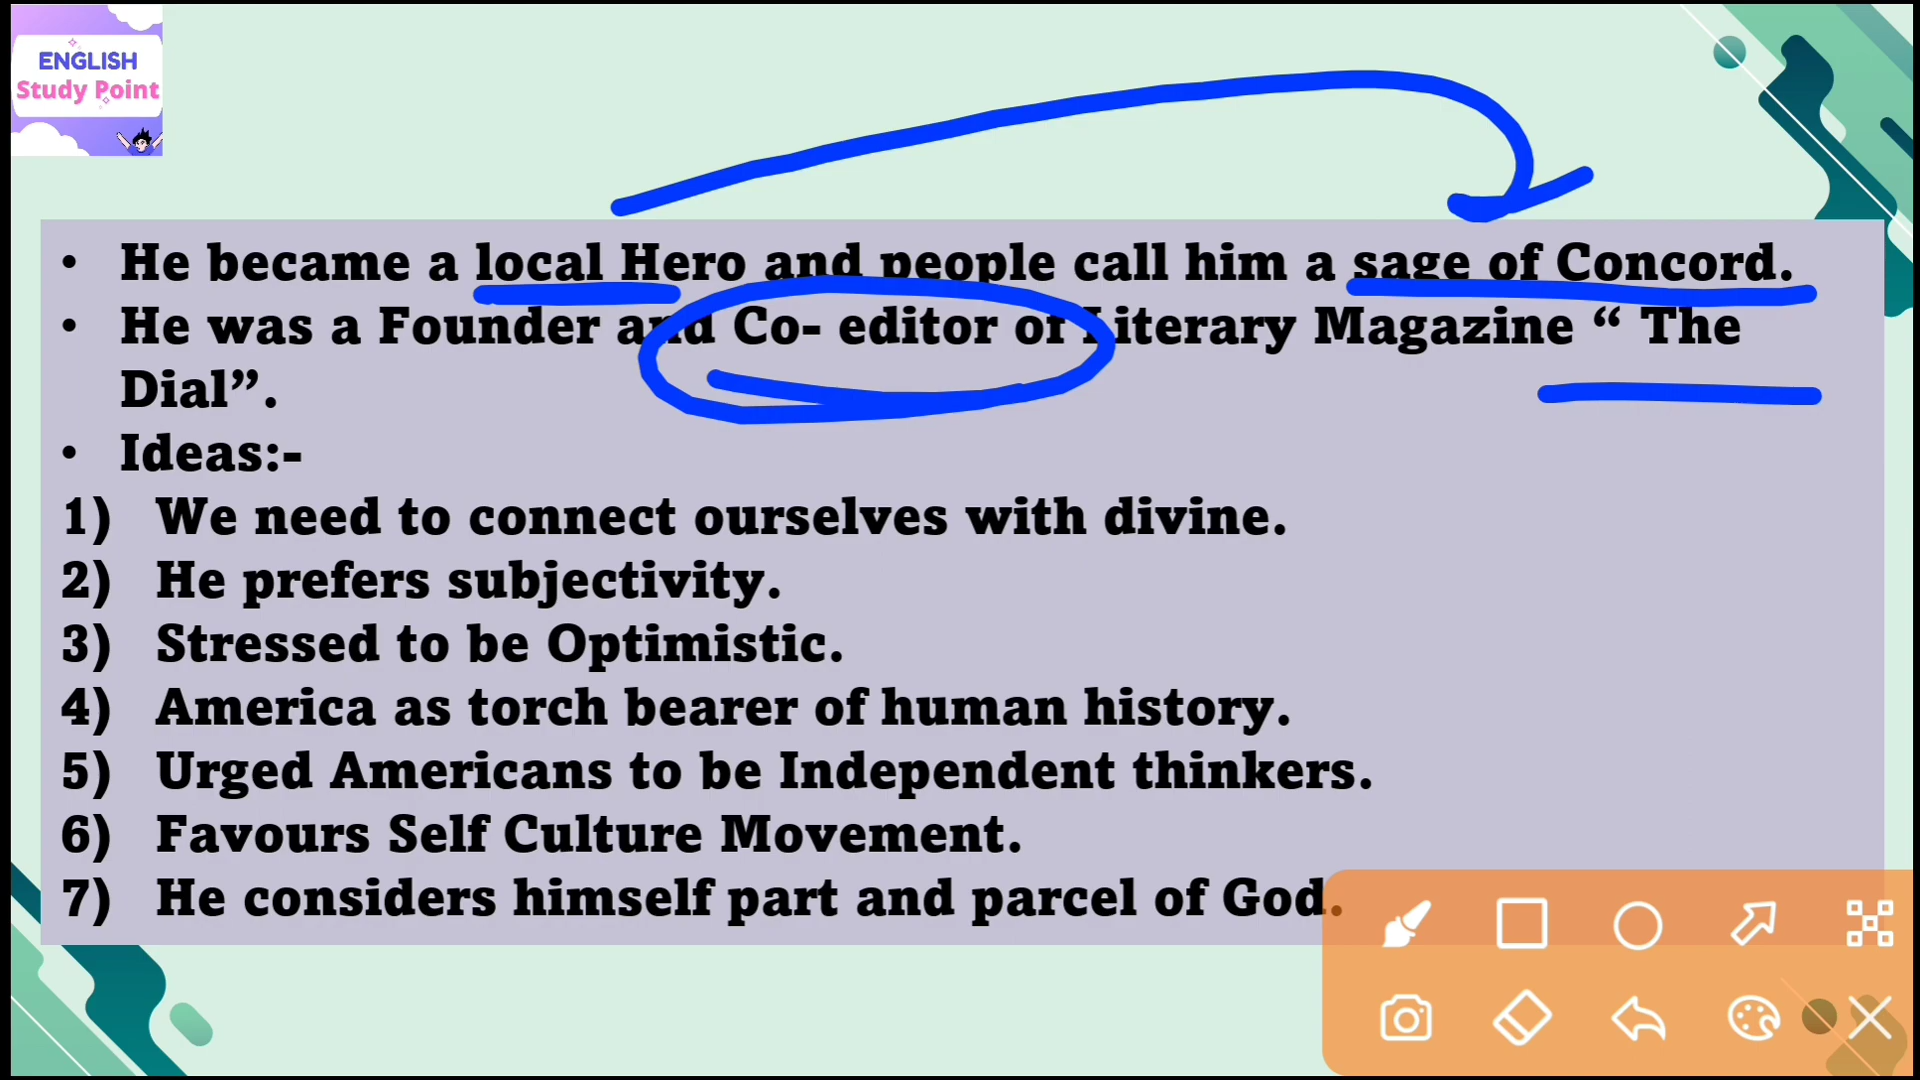 ENGLISH
Study Point
• He became a local Hero and people call him a sage of Concord.
• He was a Founder and Co- editor of Literary Magazine “ The
Dial”.
• Ideas:-
1) We need to connect ourselves with divine.
2) He prefers subjectivity.
3) Stressed to be Optimistic.
4) America as torch bearer of human history.
5) Urged Americans to be Independent thinkers.
6) Favours Self Culture Movement.
7) He considers himself part and parcel of God.